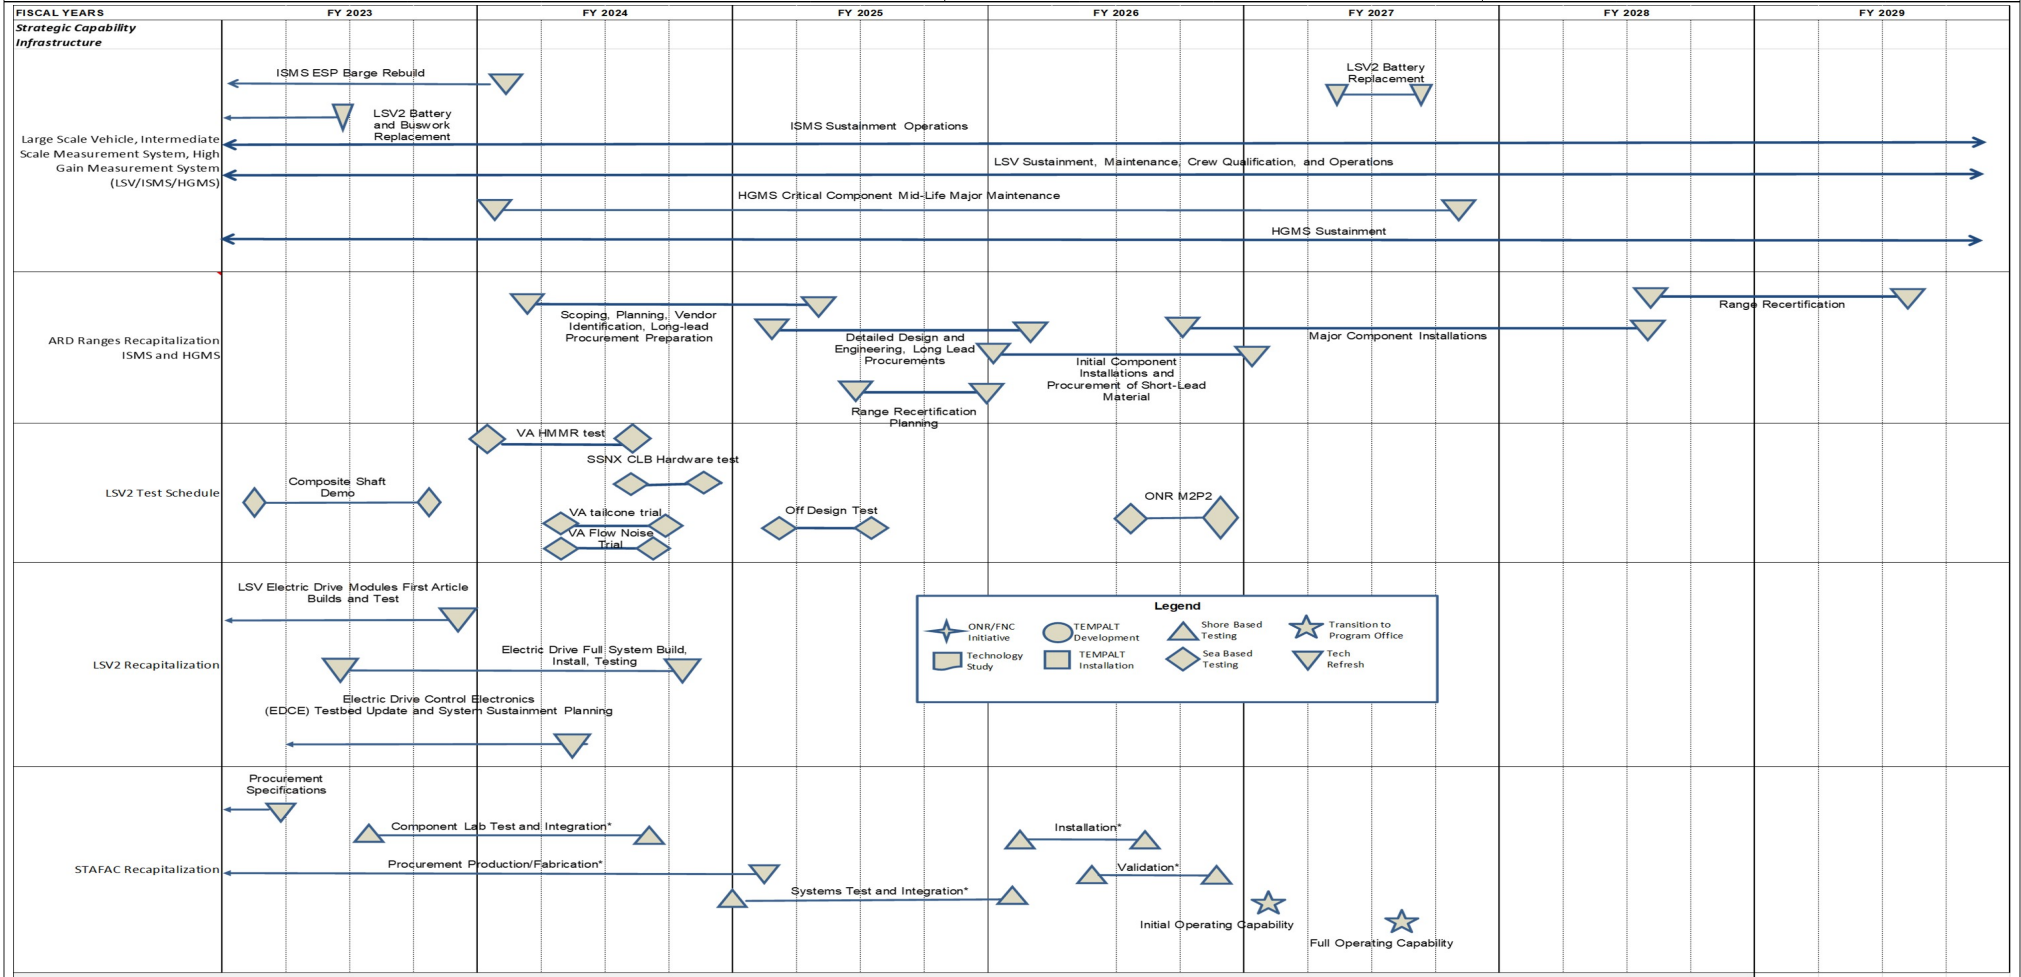 FISCAL YEARS FY 2023 FY 2024 FY 2025 FY 2026 FY 2027 FY 2028 FY 2029
Strategic Capability
Infrastructure
Large Scale Vehicle, Intermediate
Scale Measurement System, High
Gain Measurement System
(LSV/ISMS/HGMS)
ISMS ESP Barge Rebuild
LSV2 Battery
and Buswork
Replacement
LSV2 Battery
Replacement
ISMS Sustainment Operations
LSV Sustainment, Maintenance, Crew Qualification, and Operations
HGMS Critical Component Mid-Life Major Maintenance
HGMS Sustainment
ARD Ranges Recapitalization
ISMS and HGMS
Scoping, Planning, Vendor
Identification, Long-lead
Procurement Preparation
Detailed Design and
Engineering, Long Lead
Procurements
Range Recertification
Planning
Initial Component
Installations and
Procurement of Short-Lead
Material
Major Component Installations
Range Recertification
LSV2 Test Schedule
Composite Shaft
Demo
VA HMMR test
SSNX CLB Hardware test
VA tailcone trial
VA Flow Noise
Trial
Off Design Test
ONR M2P2
LSV2 Recapitalization
LSV Electric Drive Modules First Article
Builds and Test
Electric Drive Full System Build,
Install, Testing
Electric Drive Control Electronics
(EDCE) Testbed Update and System Sustainment Planning
Legend
ONR/FNC
Initiative
TEMPALT
Development
Shore Based
Testing
Transition to
Program Office
Technology
Study
TEMPALT
Installation
Sea Based
Testing
Tech
Refresh
STAFAC Recapitalization
Procurement
Specifications
Component Lab Test and Integration*
Procurement Production/Fabrication*
Systems Test and Integration*
Installation*
Validation*
Initial Operating Capability
Full Operating Capability